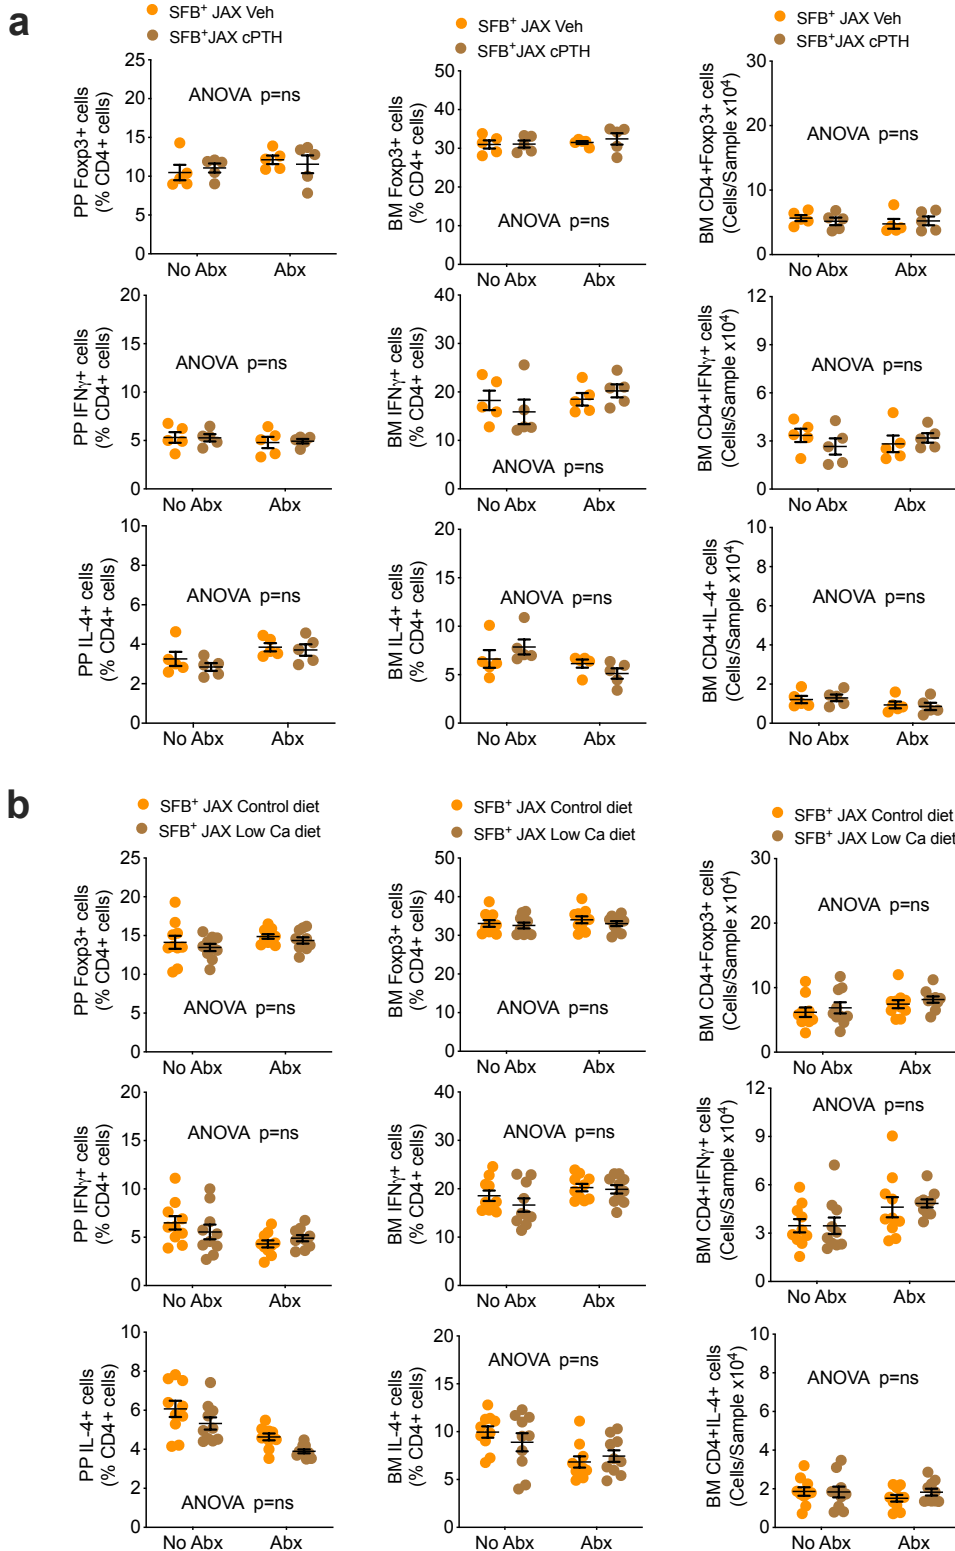 a
SFB+ JAX Veh
SFB+JAX cPTH
PP Foxp3+ cells
(% CD4+ cells)
25
20
15
10
5
0
ANOVA p=ns
No Abx
Abx
SFB+ JAX Veh
SFB+JAX cPTH
BM Foxp3+ cells
(% CD4+ cells)
50
40
30
20
10
0
ANOVA p=ns
No Abx
Abx
SFB+ JAX Veh
SFB+JAX cPTH
BM CD4+Foxp3+ cells
(Cells/Sample x10⁴)
30
20
10
0
ANOVA p=ns
No Abx
Abx
PP IFNγ+ cells
(% CD4+ cells)
20
15
10
5
0
ANOVA p=ns
No Abx
Abx
BM IFNγ+ cells
(% CD4+ cells)
40
30
20
10
0
ANOVA p=ns
No Abx
Abx
BM CD4+IFNγ+ cells
(Cells/Sample x10⁴)
12
9
6
3
0
ANOVA p=ns
No Abx
Abx
PP IL-4+ cells
(% CD4+ cells)
10
8
6
4
2
0
ANOVA p=ns
No Abx
Abx
BM IL-4+ cells
(% CD4+ cells)
20
15
10
5
0
ANOVA p=ns
No Abx
Abx
BM CD4+IL-4+ cells
(Cells/Sample x10⁴)
10
8
6
4
2
0
ANOVA p=ns
No Abx
Abx
b
SFB+ JAX Control diet
SFB+ JAX Low Ca diet
PP Foxp3+ cells
(% CD4+ cells)
25
20
15
10
5
0
ANOVA p=ns
No Abx
Abx
SFB+ JAX Control diet
SFB+ JAX Low Ca diet
BM Foxp3+ cells
(% CD4+ cells)
50
40
30
20
10
0
ANOVA p=ns
No Abx
Abx
SFB+ JAX Control diet
SFB+ JAX Low Ca diet
BM CD4+Foxp3+ cells
(Cells/Sample x10⁴)
30
20
10
0
ANOVA p=ns
No Abx
Abx
PP IFNγ+ cells
(% CD4+ cells)
20
15
10
5
0
ANOVA p=ns
No Abx
Abx
BM IFNγ+ cells
(% CD4+ cells)
40
30
20
10
0
ANOVA p=ns
No Abx
Abx
BM CD4+IFNγ+ cells
(Cells/Sample x10⁴)
12
9
6
3
0
ANOVA p=ns
No Abx
Abx
PP IL-4+ cells
(% CD4+ cells)
10
8
6
4
2
0
ANOVA p=ns
No Abx
Abx
BM IL-4+ cells
(% CD4+ cells)
20
15
10
5
0
ANOVA p=ns
No Abx
Abx
BM CD4+IL-4+ cells
(Cells/Sample x10⁴)
10
8
6
4
2
0
ANOVA p=ns
No Abx
Abx